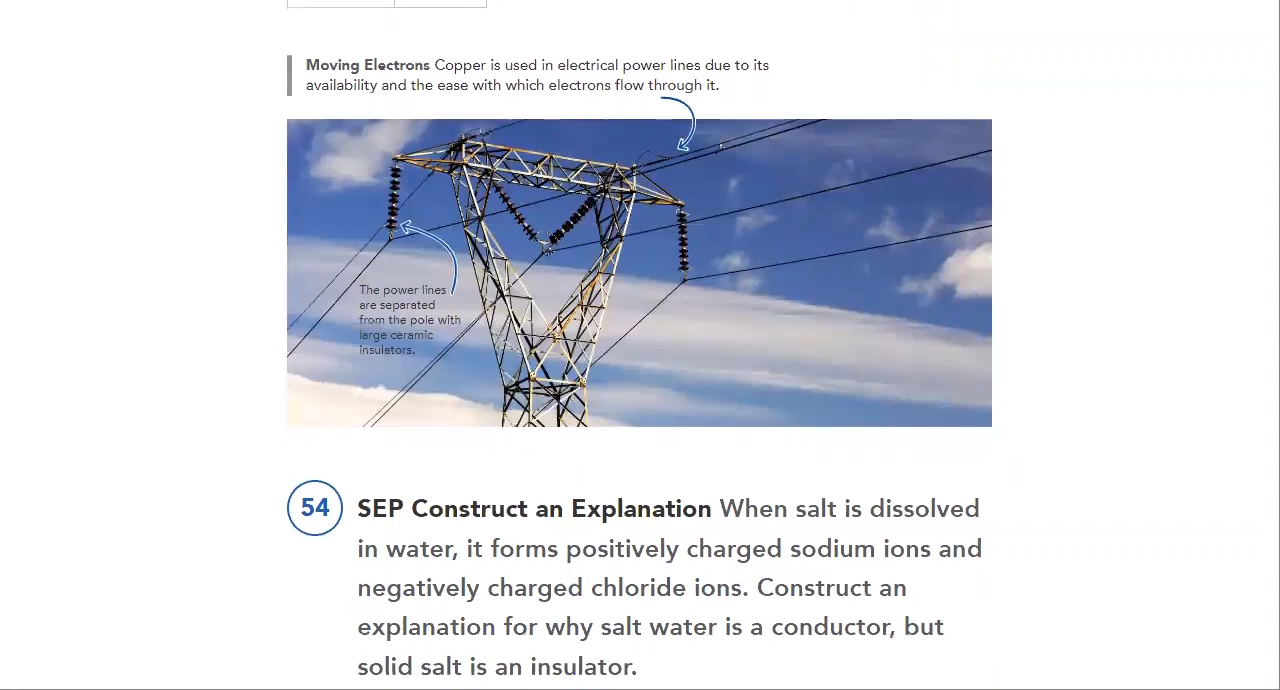 Moving Electrons Copper is used in electrical power lines due to its
availability and the ease with which electrons flow through it.
The power lines
are separated
from the pole with
large ceramic
insulators.
54
SEP Construct an Explanation When salt is dissolved
in water, it forms positively charged sodium ions and
negatively charged chloride ions. Construct an
explanation for why salt water is a conductor, but
solid salt is an insulator.